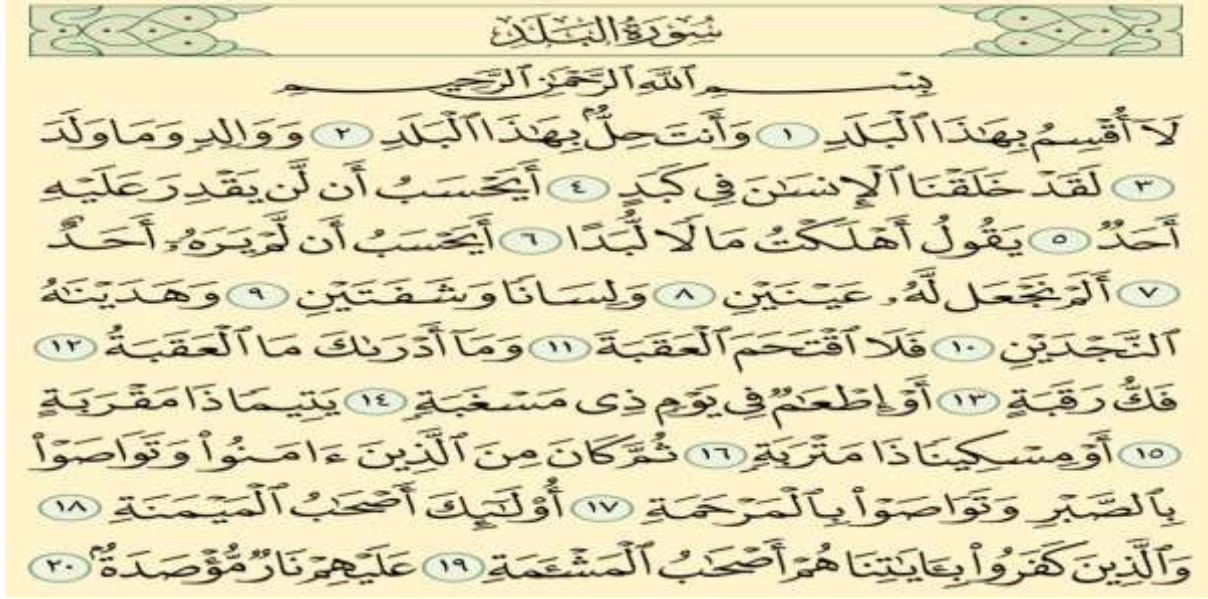 سُورَةُ البَلَدِ
بِسْمِ ٱللَّهِ ٱلرَّحْمَٰنِ ٱلرَّحِيمِ
لَآ أُقْسِمُ بِهَٰذَا ٱلْبَلَدِ ١ وَأَنتَ حِلٌّۢ بِهَٰذَا ٱلْبَلَدِ ٢ وَوَالِدٍ وَمَا وَلَدَ
٣ لَقَدْ خَلَقْنَا ٱلْإِنسَٰنَ فِى كَبَدٍ ٤ أَيَحْسَبُ أَن لَّن يَقْدِرَ عَلَيْهِ
أَحَدٌ ٥ يَقُولُ أَهْلَكْتُ مَالًا لُّبَدًا ٦ أَيَحْسَبُ أَن لَّمْ يَرَهُۥٓ أَحَدٌ
٧ أَلَمْ نَجْعَل لَّهُۥ عَيْنَيْنِ ٨ وَلِسَانًا وَشَفَتَيْنِ ٩ وَهَدَيْنَٰهُ
ٱلنَّجْدَيْنِ ١٠ فَلَا ٱقْتَحَمَ ٱلْعَقَبَةَ ١١ وَمَآ أَدْرَىٰكَ مَا ٱلْعَقَبَةُ ١٢
فَكُّ رَقَبَةٍ ١٣ أَوْ إِطْعَٰمٌ فِى يَوْمٍ ذِى مَسْغَبَةٍ ١٤ يَتِيمًا ذَا مَقْرَبَةٍ
١٥ أَوْ مِسْكِينًا ذَا مَتْرَبَةٍ ١٦ ثُمَّ كَانَ مِنَ ٱلَّذِينَ ءَامَنُوا۟ وَتَوَاصَوْا۟
بِٱلصَّبْرِ وَتَوَاصَوْا۟ بِٱلْمَرْحَمَةِ ١٧ أُو۟لَٰٓئِكَ أَصْحَٰبُ ٱلْمَيْمَنَةِ ١٨
وَٱلَّذِينَ كَفَرُوا۟ بِـَٔايَٰتِنَا هُمْ أَصْحَٰبُ ٱلْمَشْـَٔمَةِ ١٩ عَلَيْهِمْ نَارٌ مُّؤْصَدَةٌۢ ٢٠